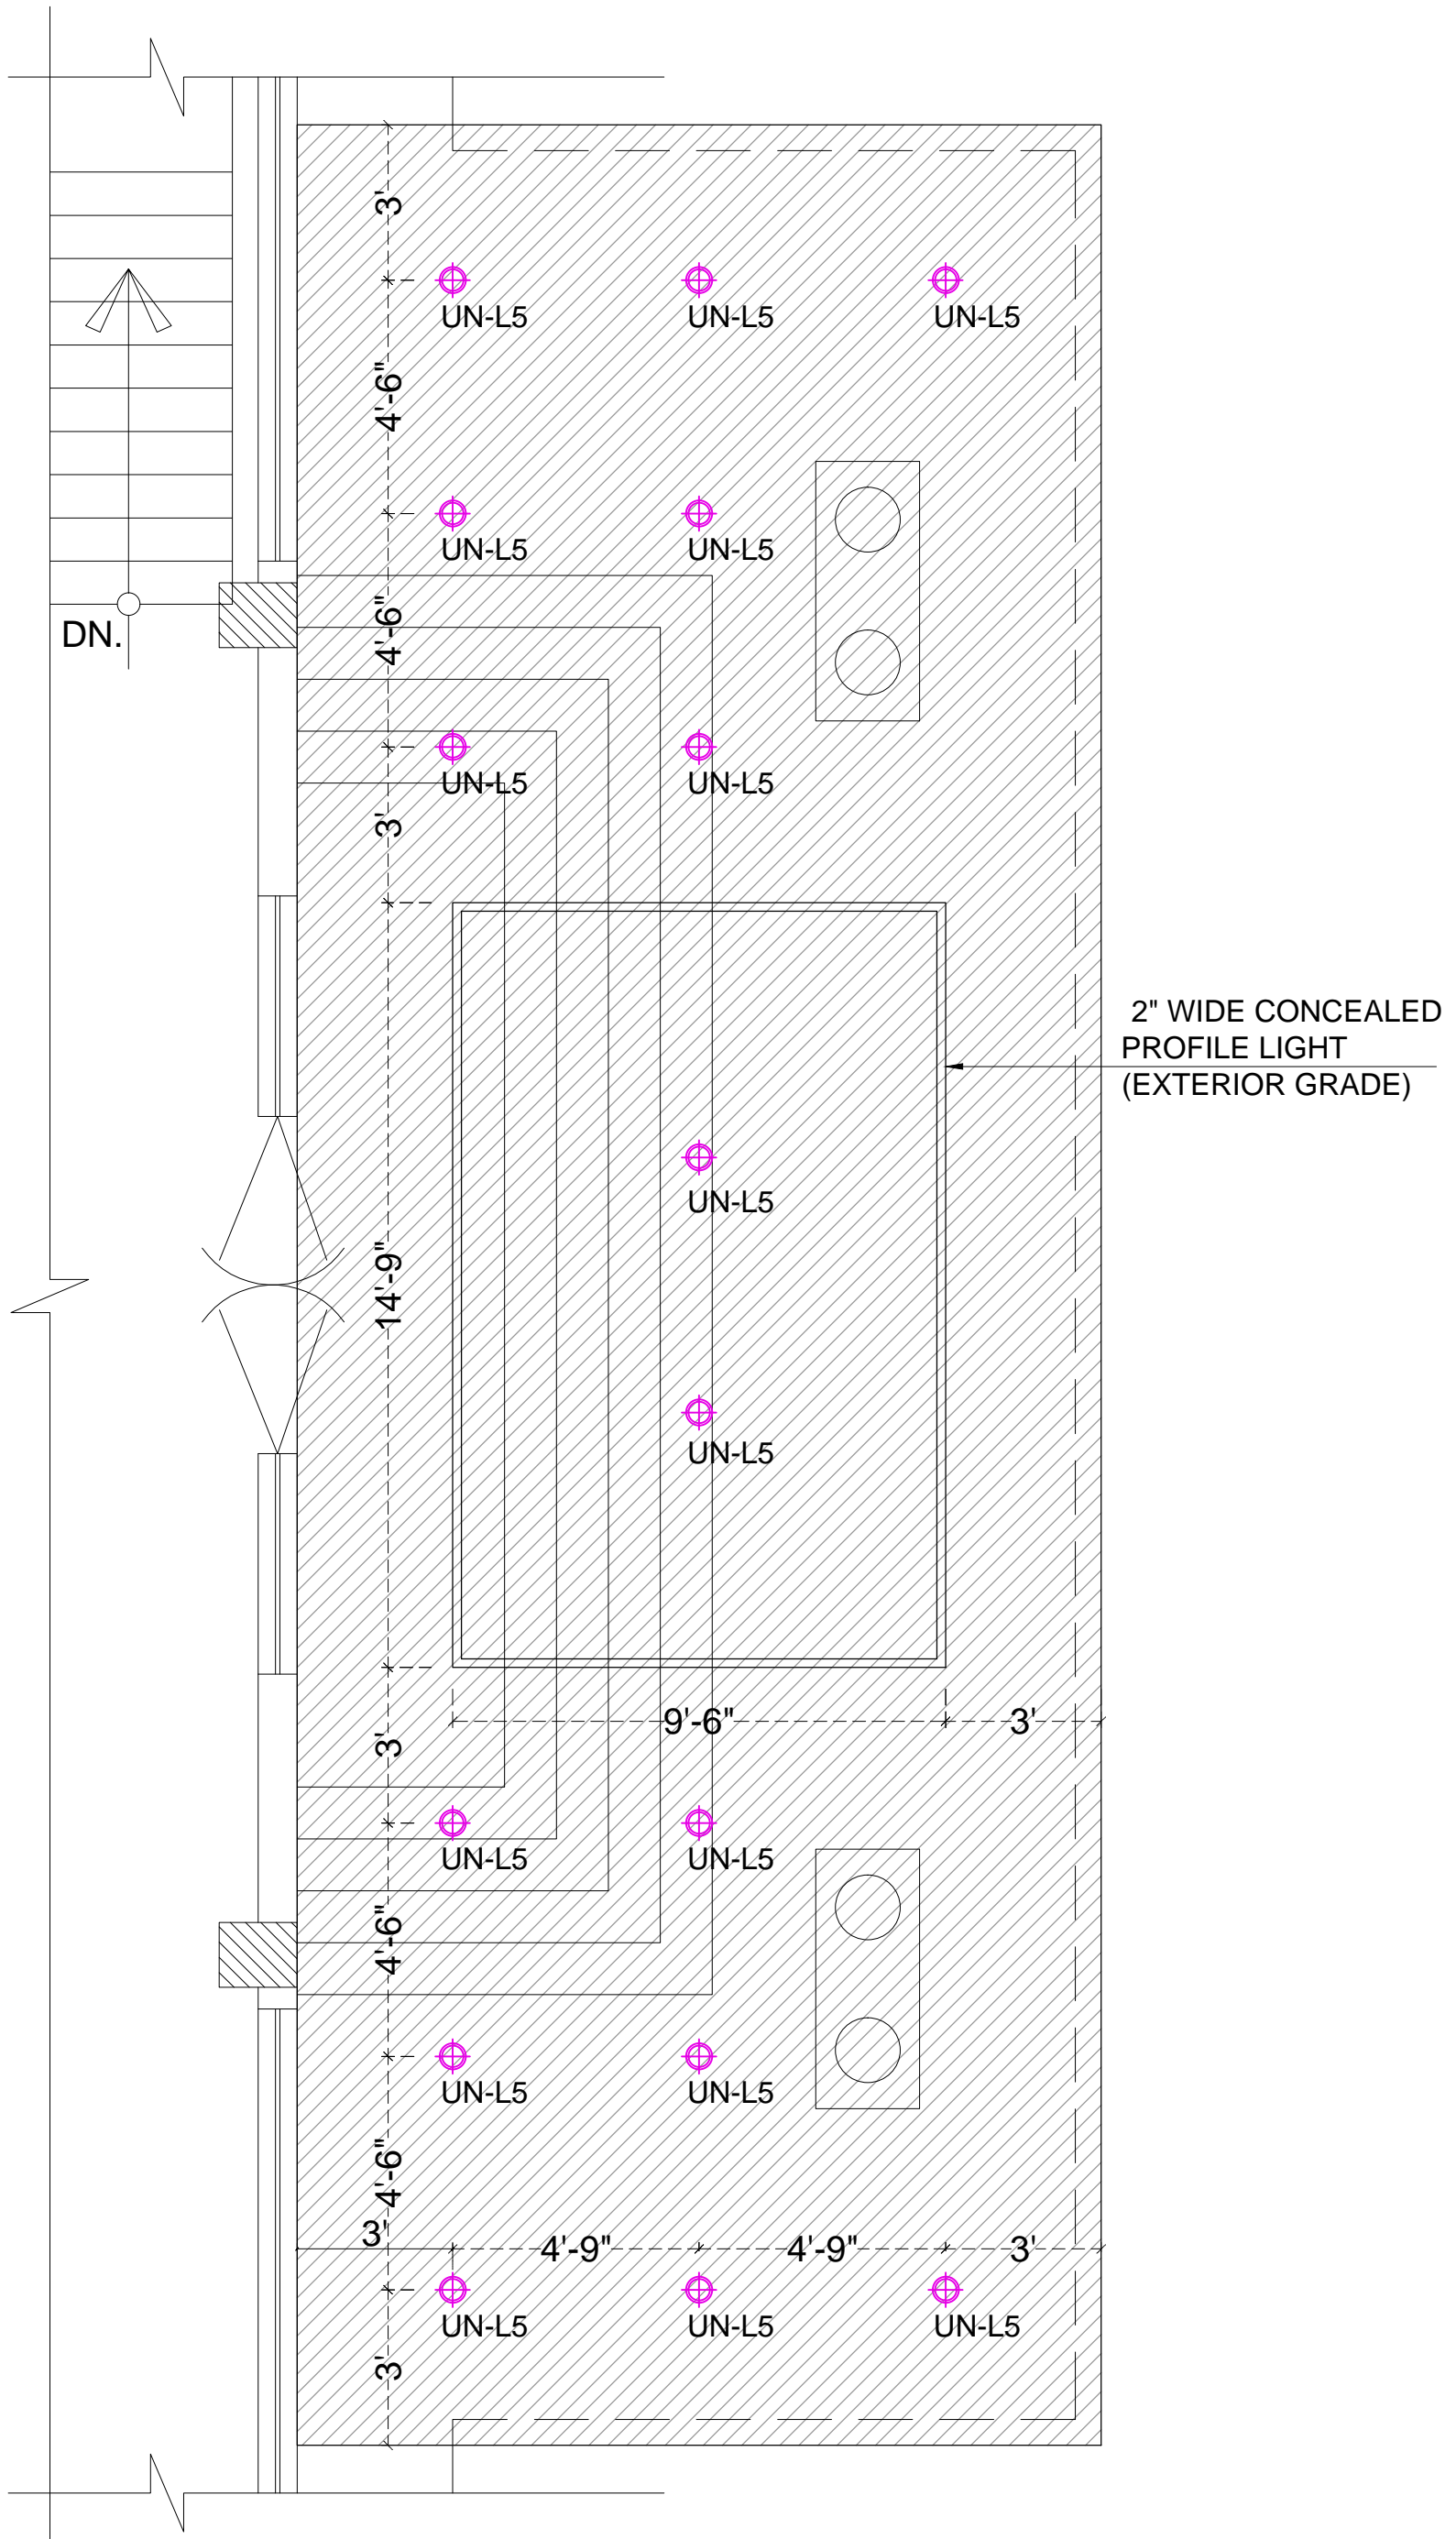 3'
UN-L5 UN-L5 UN-L5
4'-6"
UN-L5 UN-L5
4'-6"
DN.
UN-L5 UN-L5
3'
2" WIDE CONCEALED
PROFILE LIGHT
(EXTERIOR GRADE)
UN-L5
14'-9"
UN-L5
9'-6" 3'
3'
UN-L5 UN-L5
4'-6"
UN-L5 UN-L5
4'-6"
3' 4'-9" 4'-9" 3'
UN-L5 UN-L5 UN-L5
3'